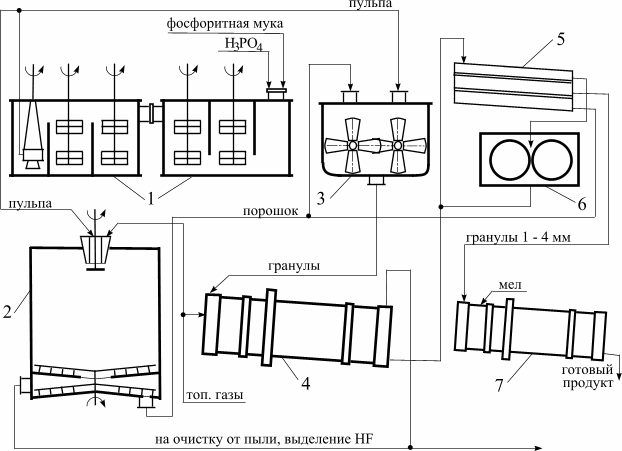 пульпа
фосфоритная мука
H₃PO₄
5
1
3
6
пульпа
порошок
гранулы 1 - 4 мм
гранулы
мел
2
4
7
топ. газы
готовый
продукт
на очистку от пыли, выделение HF